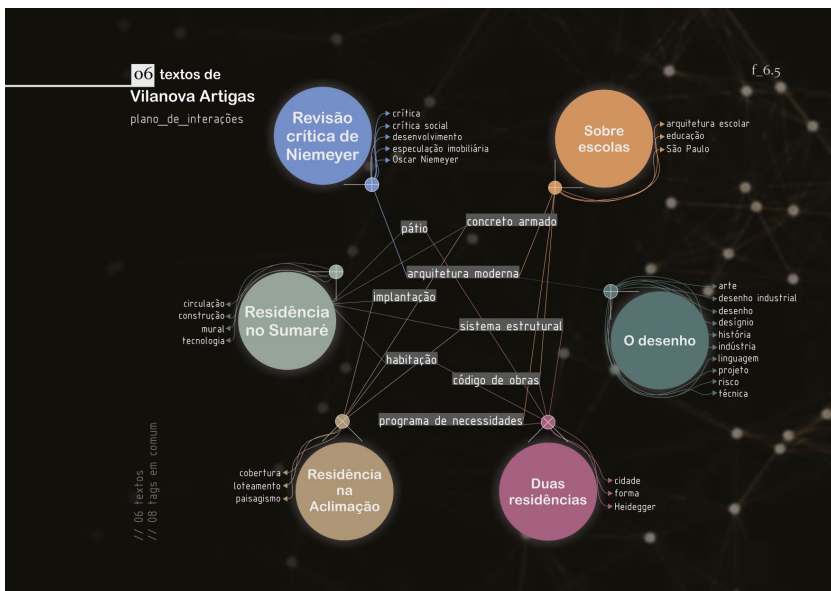 06 textos de
Vilanova Artigas
plano_de_interações
f_6.5
Revisão
crítica de
Niemeyer
crítica
crítica social
desenvolvimento
especulação imobiliária
Oscar Niemeyer
Sobre
escolas
arquitetura escolar
educação
São Paulo
pátio
concreto armado
arquitetura moderna
implantação
sistema estrutural
habitação
código de obras
programa de necessidades
circulação
construção
mural
tecnologia
Residência
no Sumaré
O desenho
arte
desenho industrial
desenho
desígnio
história
indústria
linguagem
projeto
risco
técnica
cobertura
loteamento
paisagismo
Residência
na
Aclimação
Duas
residências
cidade
forma
Heidegger
// 06 textos
// 08 tags em comum